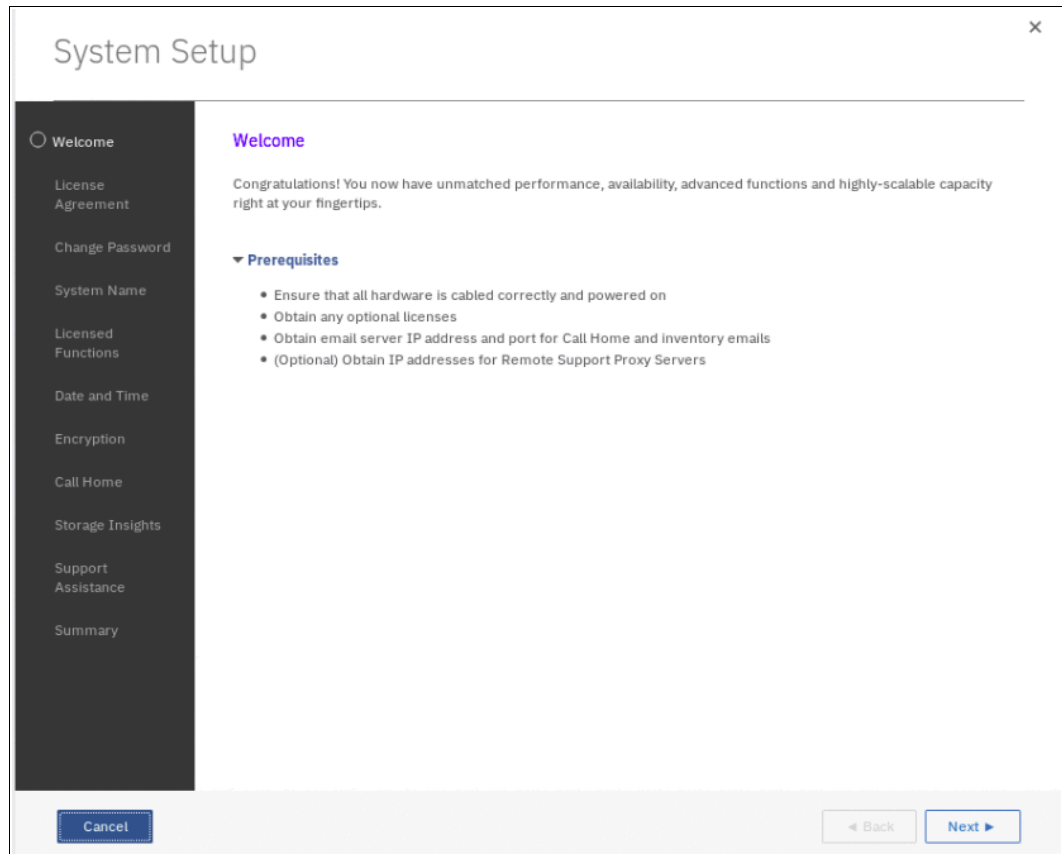 System Setup
Welcome
License
Agreement
Change Password
System Name
Licensed
Functions
Date and Time
Encryption
Call Home
Storage Insights
Support
Assistance
Summary
Welcome
Congratulations! You now have unmatched performance, availability, advanced functions and highly-scalable capacity
right at your fingertips.
Prerequisites
Ensure that all hardware is cabled correctly and powered on
Obtain any optional licenses
Obtain email server IP address and port for Call Home and inventory emails
(Optional) Obtain IP addresses for Remote Support Proxy Servers
Cancel
Back
Next